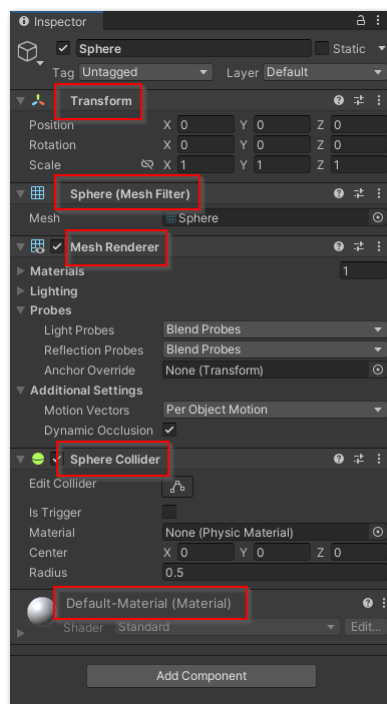 Inspector
Sphere Static
Tag Untagged Layer Default
Transform
Position X 0 Y 0 Z 0
Rotation X 0 Y 0 Z 0
Scale X 1 Y 1 Z 1
Sphere (Mesh Filter)
Mesh Sphere
Mesh Renderer
Materials 1
Lighting
Probes
Light Probes Blend Probes
Reflection Probes Blend Probes
Anchor Override None (Transform)
Additional Settings
Motion Vectors Per Object Motion
Dynamic Occlusion
Sphere Collider
Edit Collider
Is Trigger
Material None (Physic Material)
Center X 0 Y 0 Z 0
Radius 0.5
Default-Material (Material)
Shader Standard Edit...
Add Component